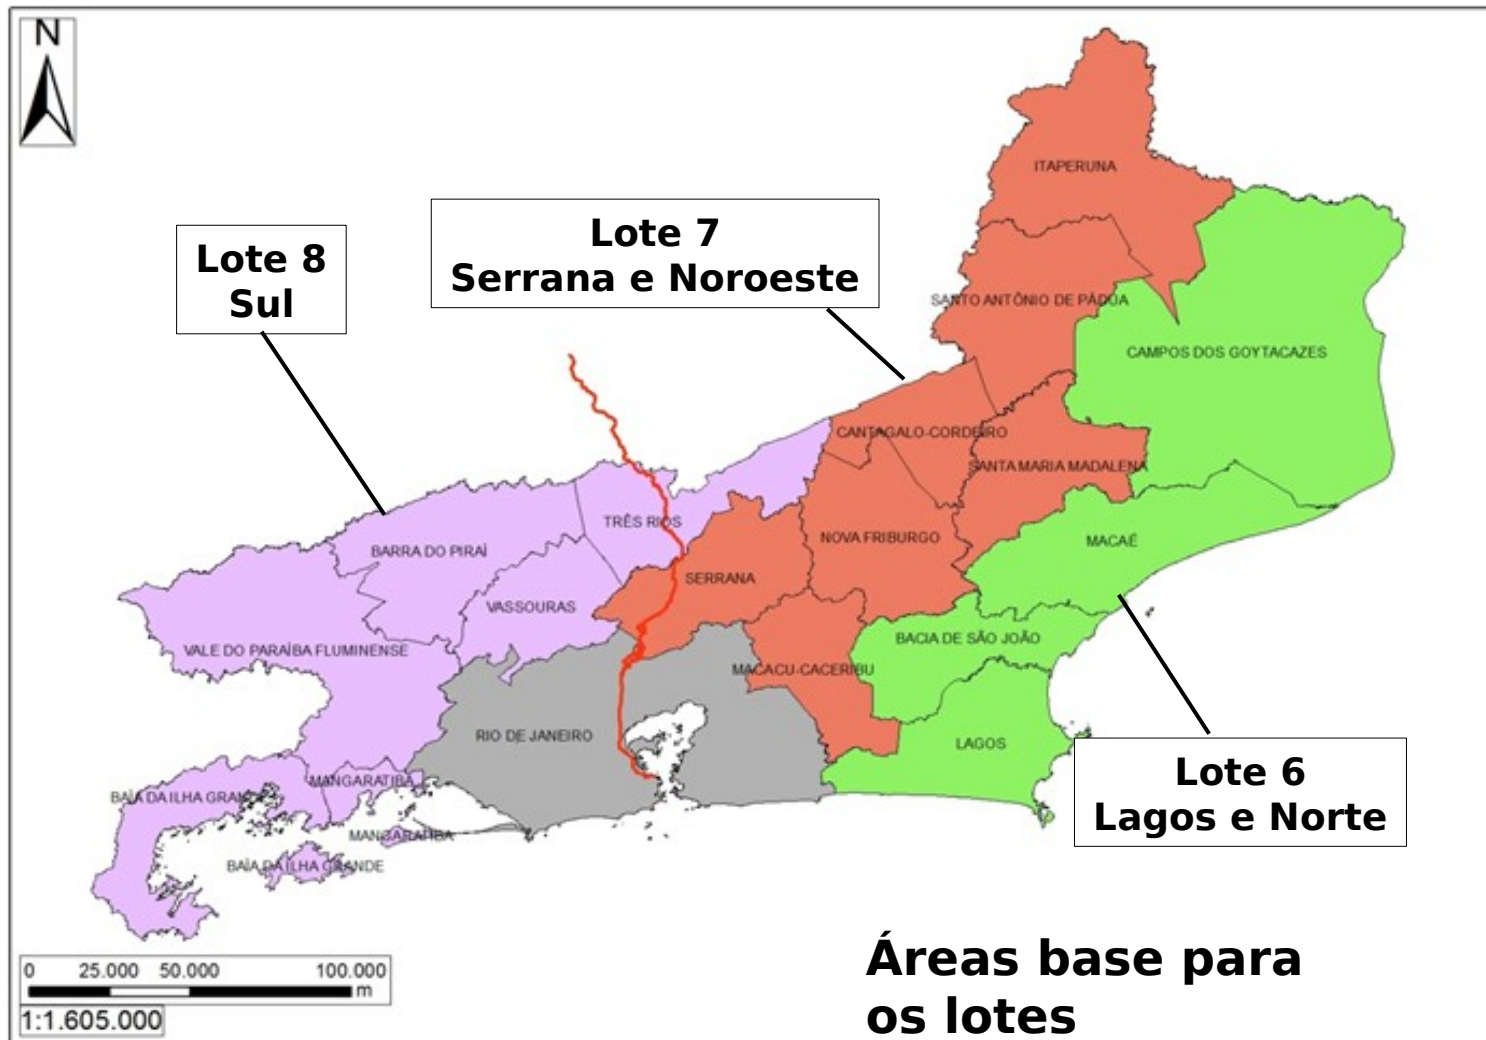 N
ITAPERUNA
Lote 7
Serrana e Noroeste
Lote 8
Sul
SANTO ANTÔNIO DE PÁDUA
CAMPOS DOS GOYTACAZES
CANTAGALO-CORDEIRO
SANTA MARIA MADALENA
TRÊS RIOS
NOVA FRIBURGO
MACAÉ
BARRA DO PIRAÍ
SERRANA
VASSOURAS
BACIA DE SÃO JOÃO
VALE DO PARAÍBA FLUMINENSE
MACACU-CACERIBU
RIO DE JANEIRO
LAGOS
Lote 6
Lagos e Norte
MANGARATIBA
BAÍA DA ILHA GRANDE
MANGARATIBA
BAÍA DA ILHA GRANDE
Áreas base para
os lotes
0 25.000 50.000 100.000
m
1:1.605.000